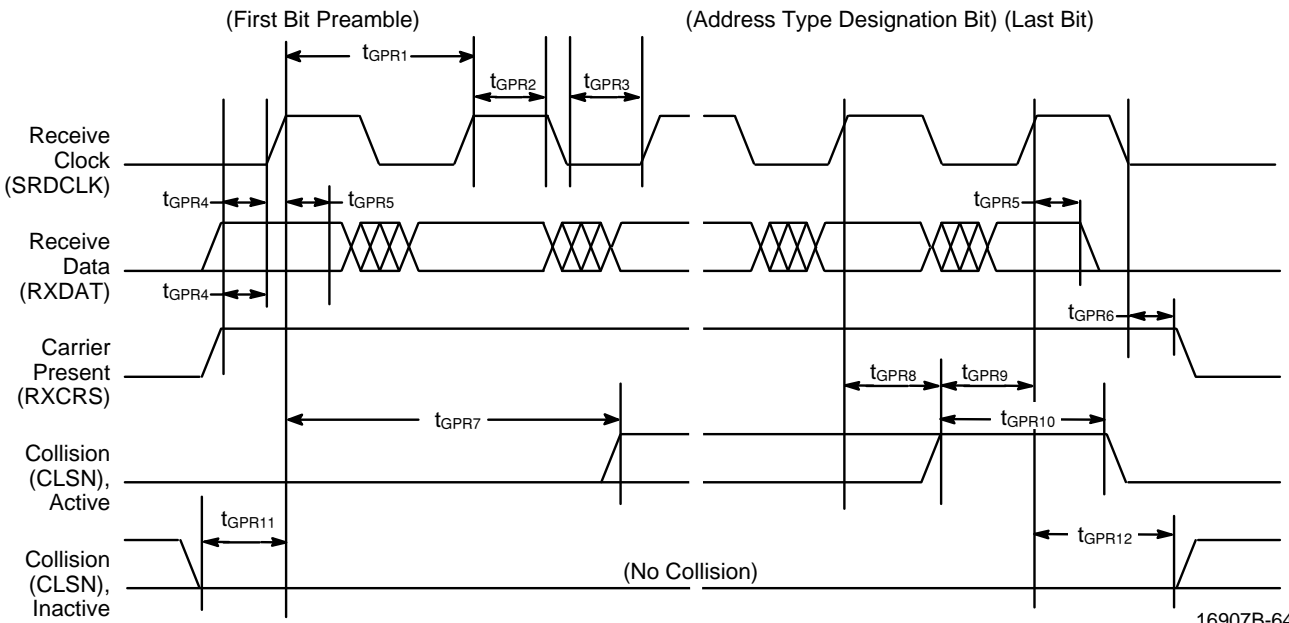 (First Bit Preamble)
(Address Type Designation Bit) (Last Bit)
tGPR1
tGPR2
tGPR3
Receive
Clock
(SRDCLK)
tGPR4
tGPR5
tGPR5
Receive
Data
(RXDAT)
tGPR4
tGPR6
Carrier
Present
(RXCRS)
tGPR8
tGPR9
tGPR7
tGPR10
Collision
(CLSN),
Active
tGPR11
tGPR12
Collision
(CLSN),
Inactive
(No Collision)
16907B-64